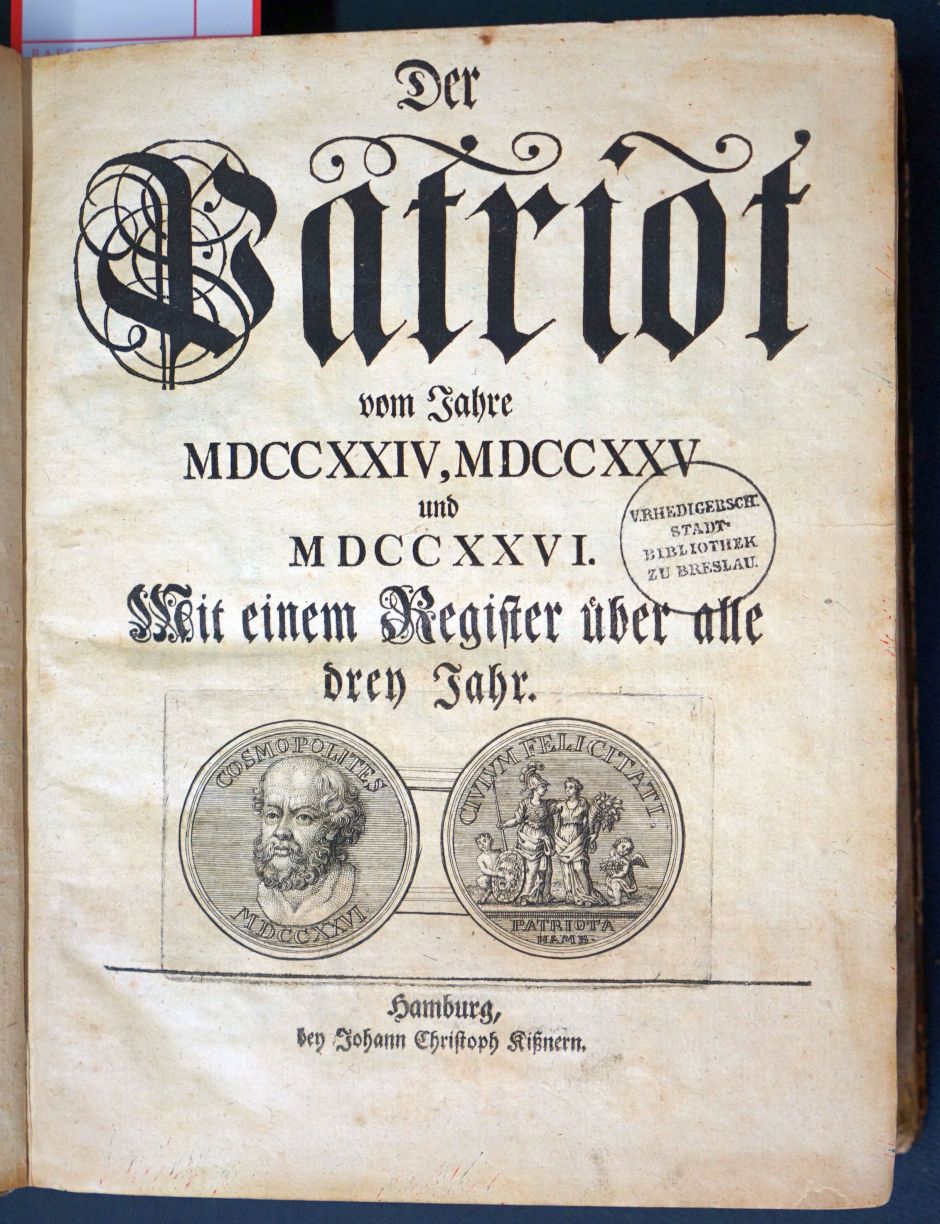 Der
Patriot
vom Jahre
MDCCXXIV, MDCCXXV
und
MDCCXXVI.
V.RHEDIGERSCH.
STADT-
BIBLIOTHEK
ZU BRESLAU.
Mit einem Regiſter über alle
drey Jahr.
COSMOPOLITES
MDCCXXVI.
CIVIVM FELICITATI.
PATRIOTA
HAMB.
Hamburg,
bey Johann Chriſtoph Kißnern.